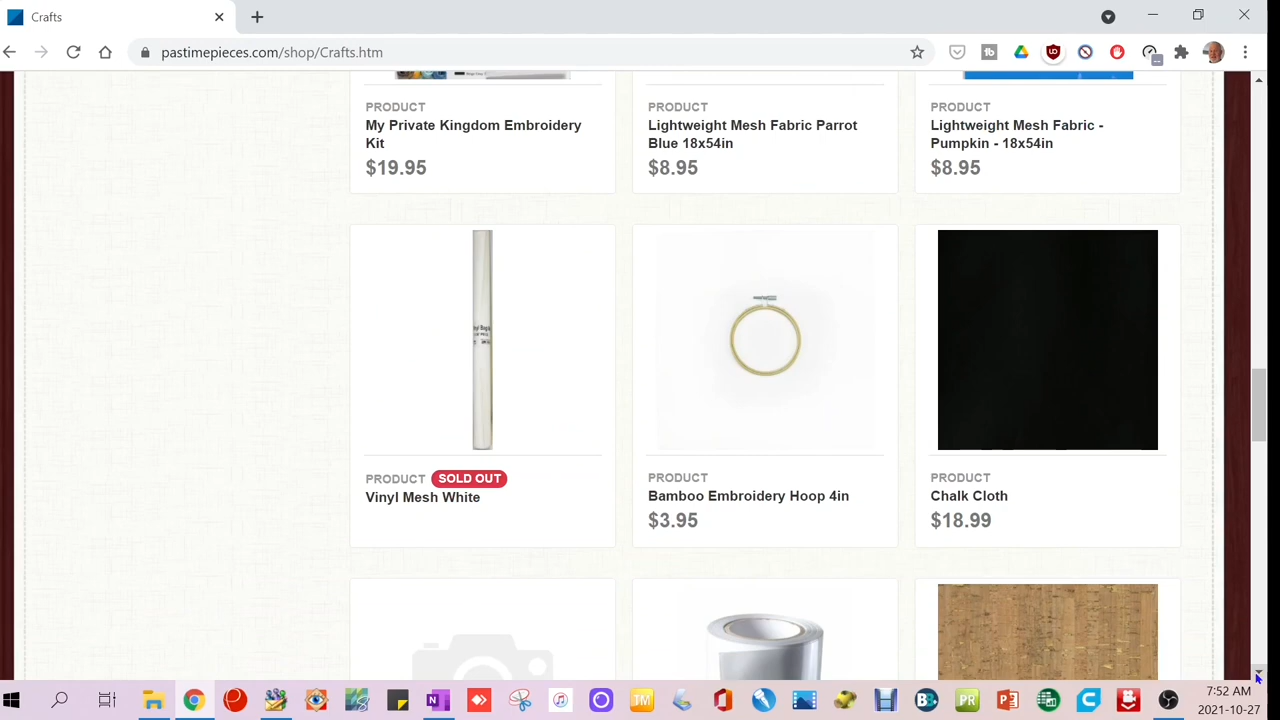 Crafts
pastimepieces.com/shop/Crafts.htm
PRODUCT
My Private Kingdom Embroidery
Kit
$19.95
PRODUCT
Lightweight Mesh Fabric Parrot
Blue 18x54in
$8.95
PRODUCT
Lightweight Mesh Fabric -
Pumpkin - 18x54in
$8.95
PRODUCT SOLD OUT
Vinyl Mesh White
PRODUCT
Bamboo Embroidery Hoop 4in
$3.95
PRODUCT
Chalk Cloth
$18.99
7:52 AM
2021-10-27